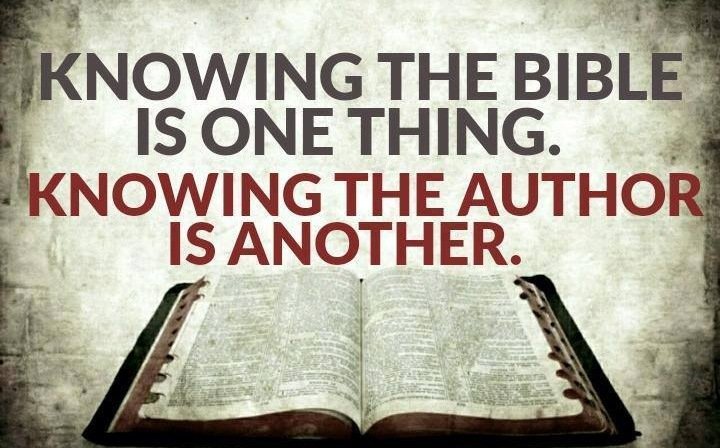 KNOWING THE BIBLE
IS ONE THING.
KNOWING THE AUTHOR
IS ANOTHER.